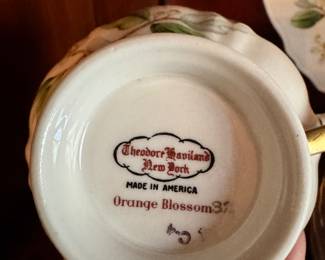 Theodore Haviland
New York
MADE IN AMERICA
Orange Blossom